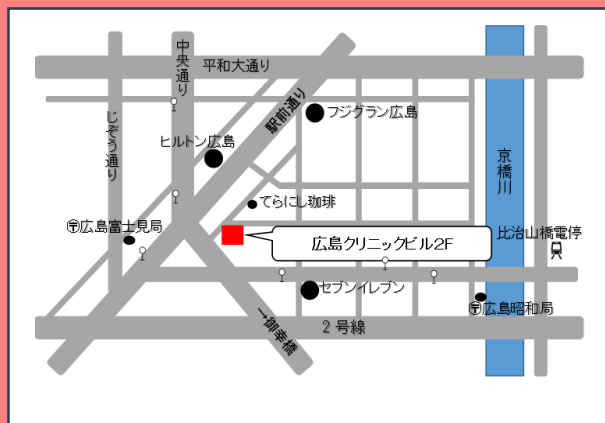 中央通り
平和大通り
駅前通り
フジグラン広島
じぞう通り
ヒルトン広島
京橋川
てらにし珈琲
〒広島富士見局
広島クリニックビル2F
比治山橋電停
セブンイレブン
〒広島昭和局
→御幸橋
2号線